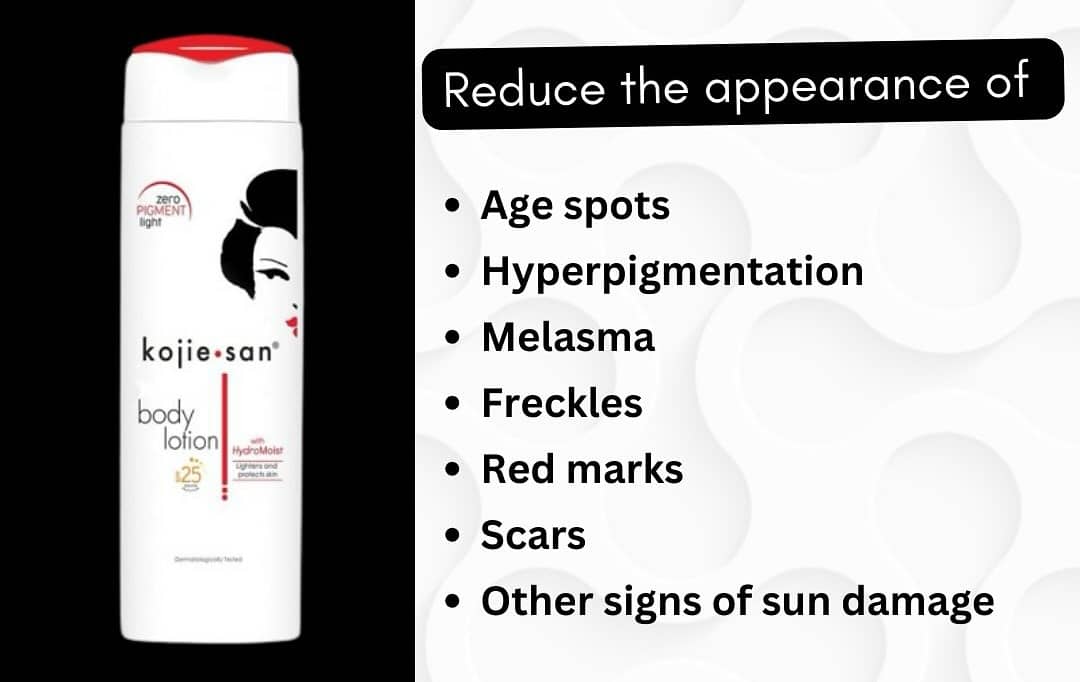 zero
PIGMENT
light
kojie•san®
body
lotion
with
HydroMoist
Lightens and
protects skin
25
Dermatologically Tested
Reduce the appearance of
• Age spots
• Hyperpigmentation
• Melasma
• Freckles
• Red marks
• Scars
• Other signs of sun damage